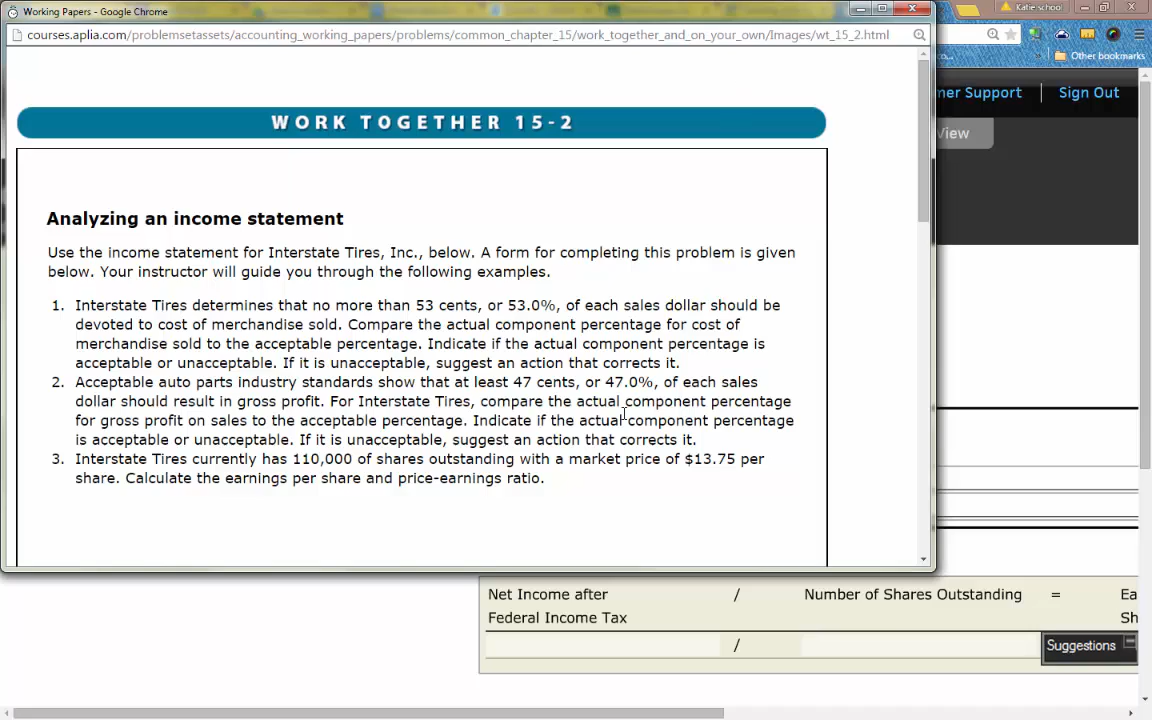 Working Papers - Google Chrome
Katie school
courses.aplia.com/problemsetassets/accounting_working_papers/problems/common_chapter_15/work_together_and_on_your_own/Images/wt_15_2.html
Other bookmarks
mer Support
Sign Out
View
WORK TOGETHER 15-2
Analyzing an income statement
Use the income statement for Interstate Tires, Inc., below. A form for completing this problem is given
below. Your instructor will guide you through the following examples.
1. Interstate Tires determines that no more than 53 cents, or 53.0%, of each sales dollar should be
devoted to cost of merchandise sold. Compare the actual component percentage for cost of
merchandise sold to the acceptable percentage. Indicate if the actual component percentage is
acceptable or unacceptable. If it is unacceptable, suggest an action that corrects it.
2. Acceptable auto parts industry standards show that at least 47 cents, or 47.0%, of each sales
dollar should result in gross profit. For Interstate Tires, compare the actual component percentage
for gross profit on sales to the acceptable percentage. Indicate if the actual component percentage
is acceptable or unacceptable. If it is unacceptable, suggest an action that corrects it.
3. Interstate Tires currently has 110,000 of shares outstanding with a market price of $13.75 per
share. Calculate the earnings per share and price-earnings ratio.
Net Income after / Number of Shares Outstanding = Ea
Federal Income Tax Sh
/
Suggestions